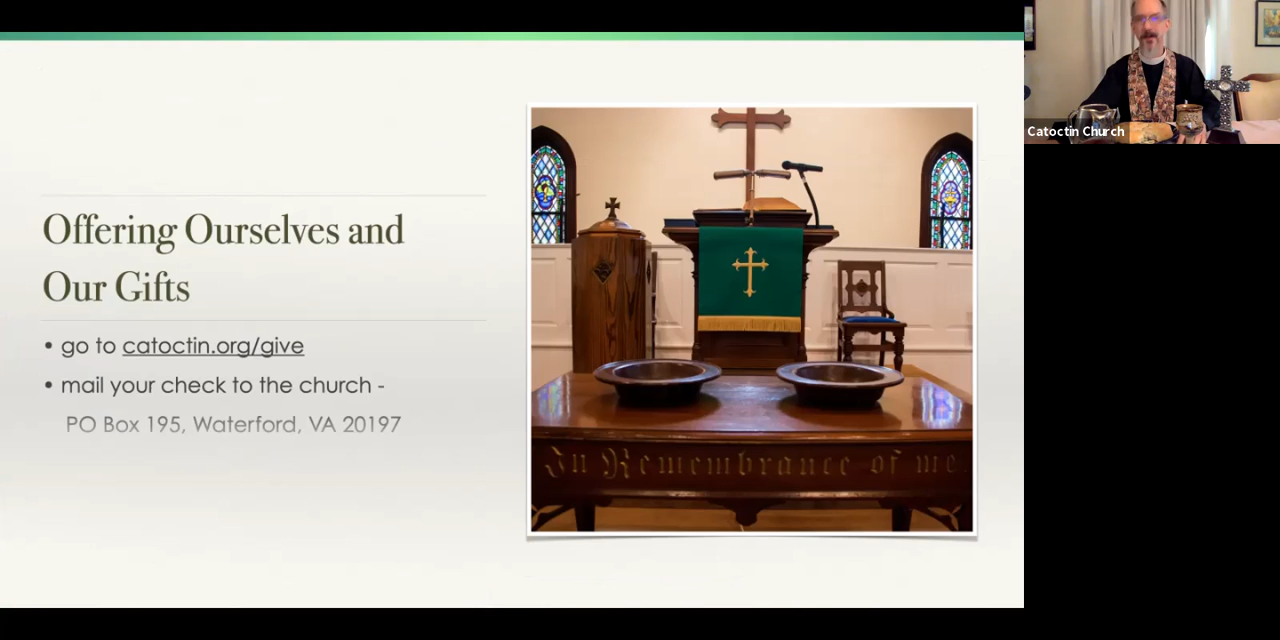 Offering Ourselves and
Our Gifts
• go to catoctin.org/give
• mail your check to the church -
PO Box 195, Waterford, VA 20197
In Remembrance of me
Catoctin Church